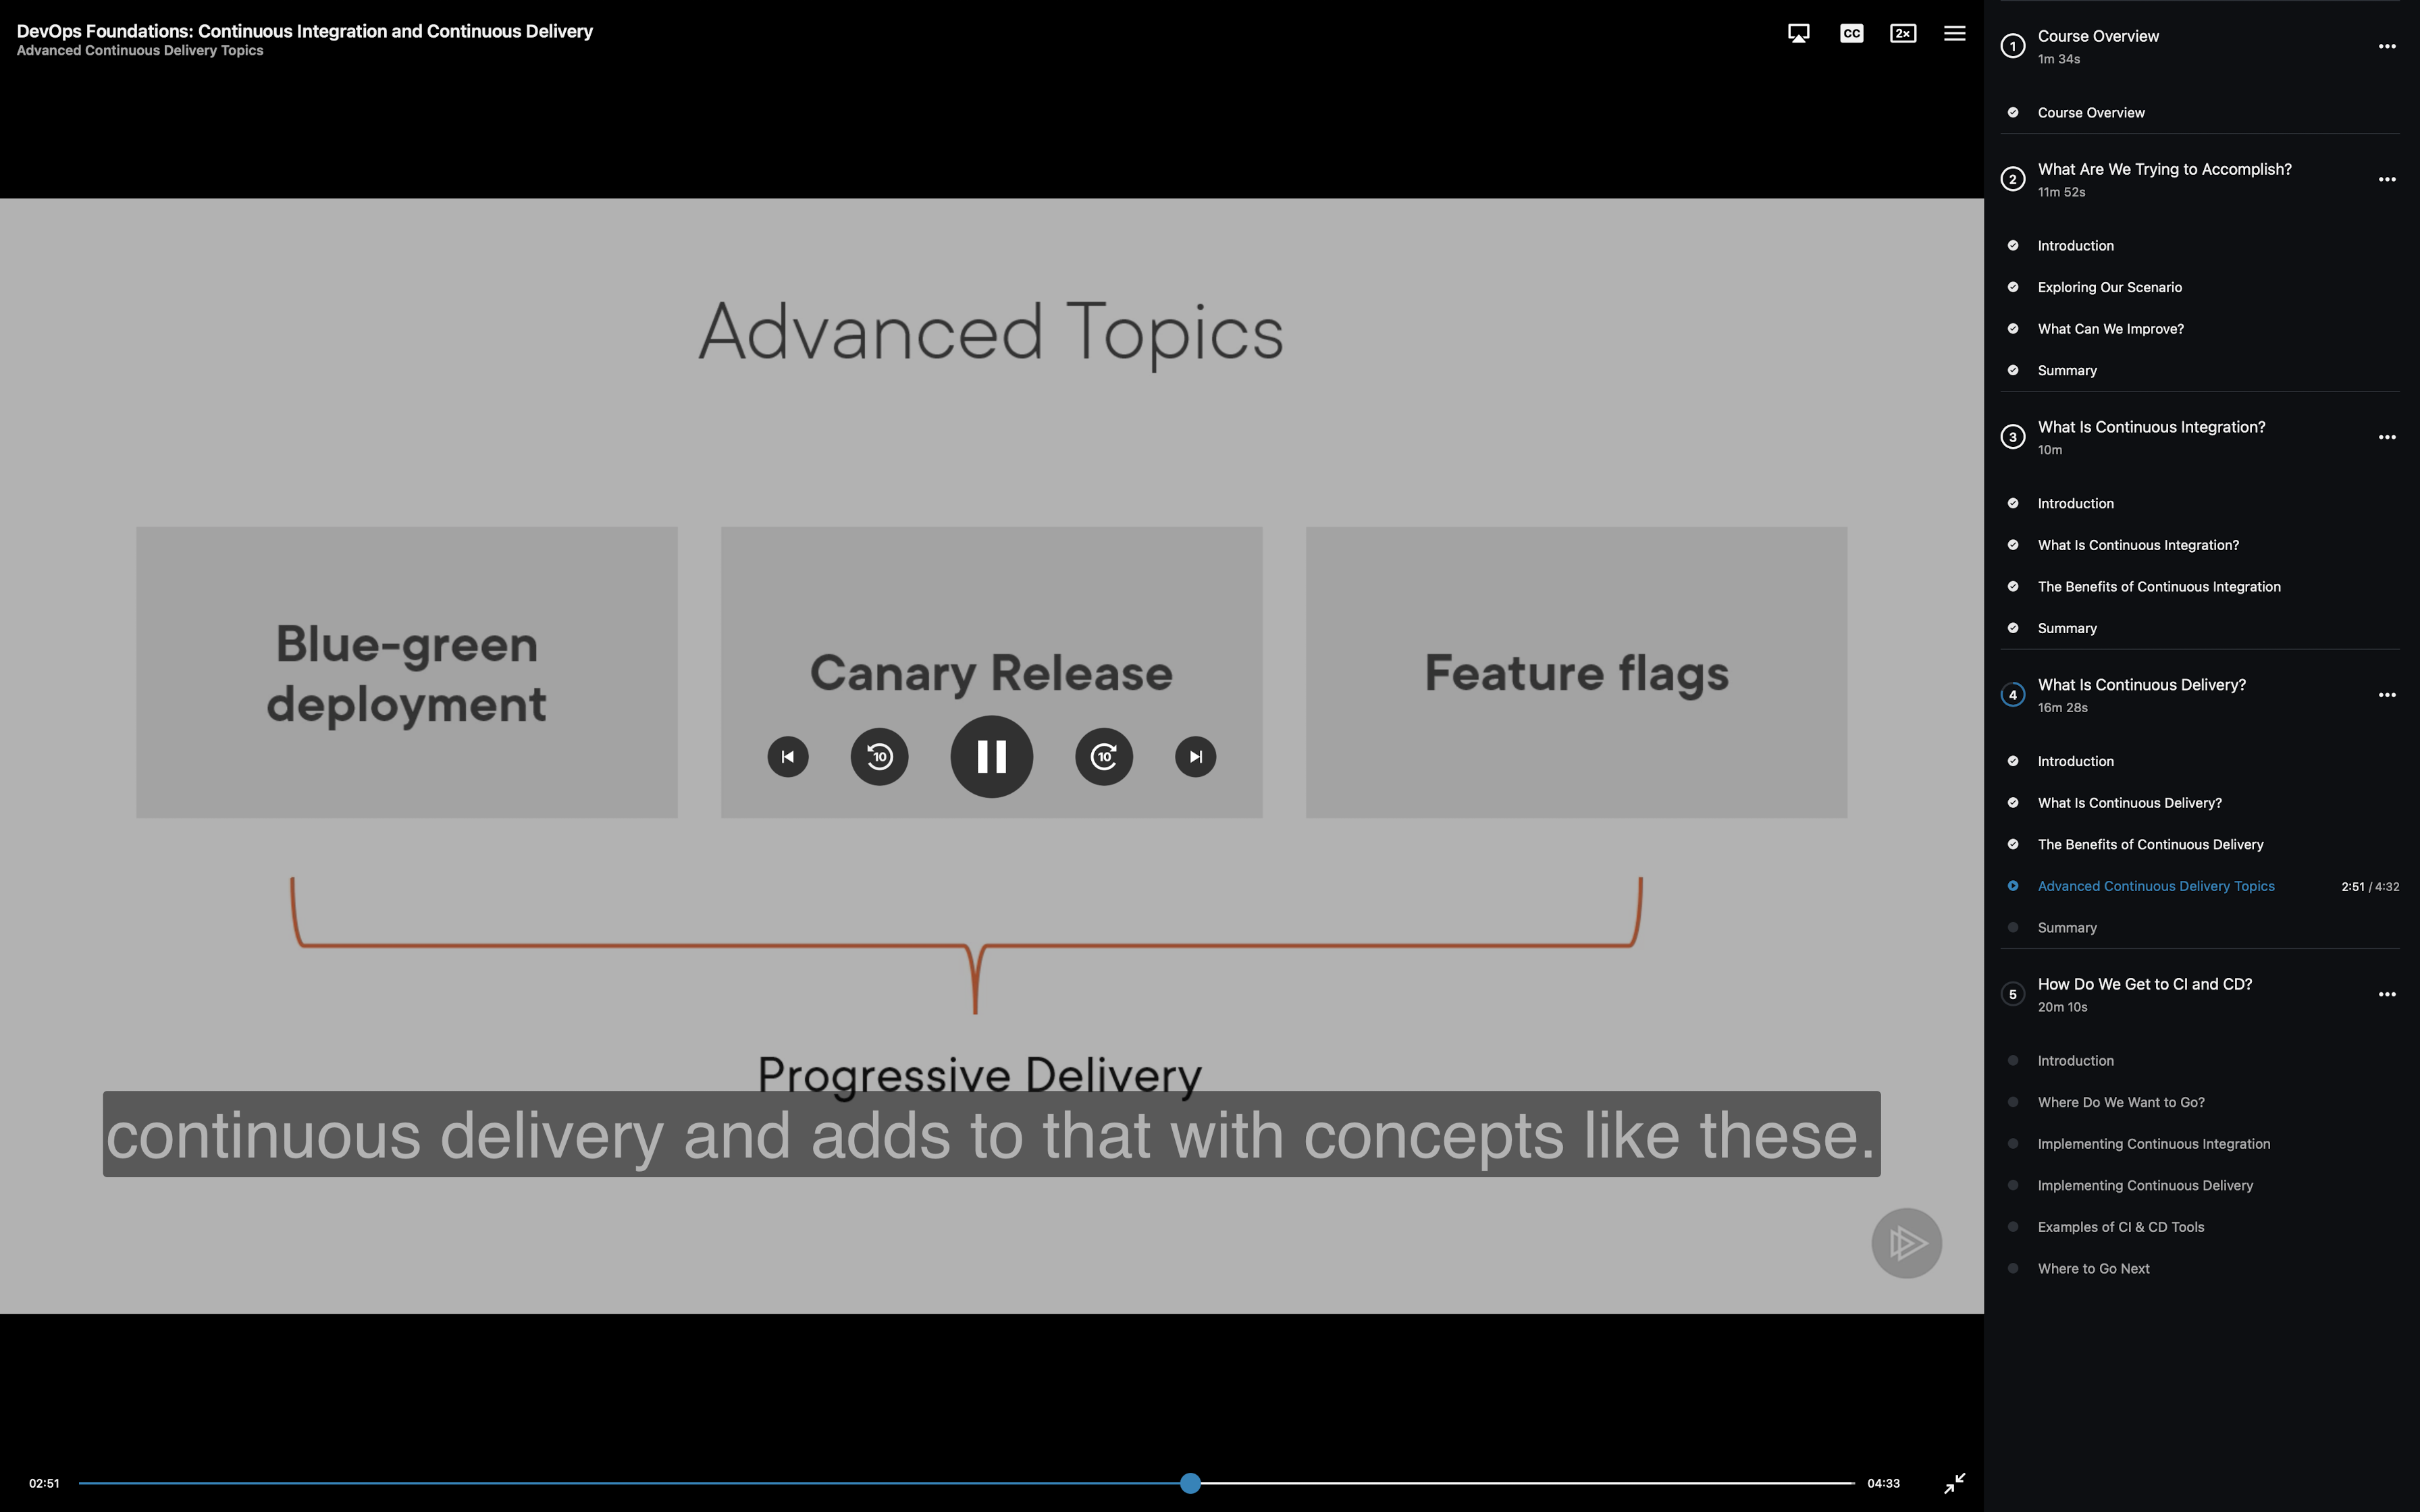 DevOps Foundations: Continuous Integration and Continuous Delivery
Advanced Continuous Delivery Topics
CC
2×
Advanced Topics
Blue-green
deployment
Canary Release
Feature flags
10
10
Progressive Delivery
continuous delivery and adds to that with concepts like these.
02:51
04:33
1
Course Overview
1m 34s
Course Overview
2
What Are We Trying to Accomplish?
11m 52s
Introduction
Exploring Our Scenario
What Can We Improve?
Summary
3
What Is Continuous Integration?
10m
Introduction
What Is Continuous Integration?
The Benefits of Continuous Integration
Summary
4
What Is Continuous Delivery?
16m 28s
Introduction
What Is Continuous Delivery?
The Benefits of Continuous Delivery
Advanced Continuous Delivery Topics 2:51 / 4:32
Summary
5
How Do We Get to CI and CD?
20m 10s
Introduction
Where Do We Want to Go?
Implementing Continuous Integration
Implementing Continuous Delivery
Examples of CI & CD Tools
Where to Go Next